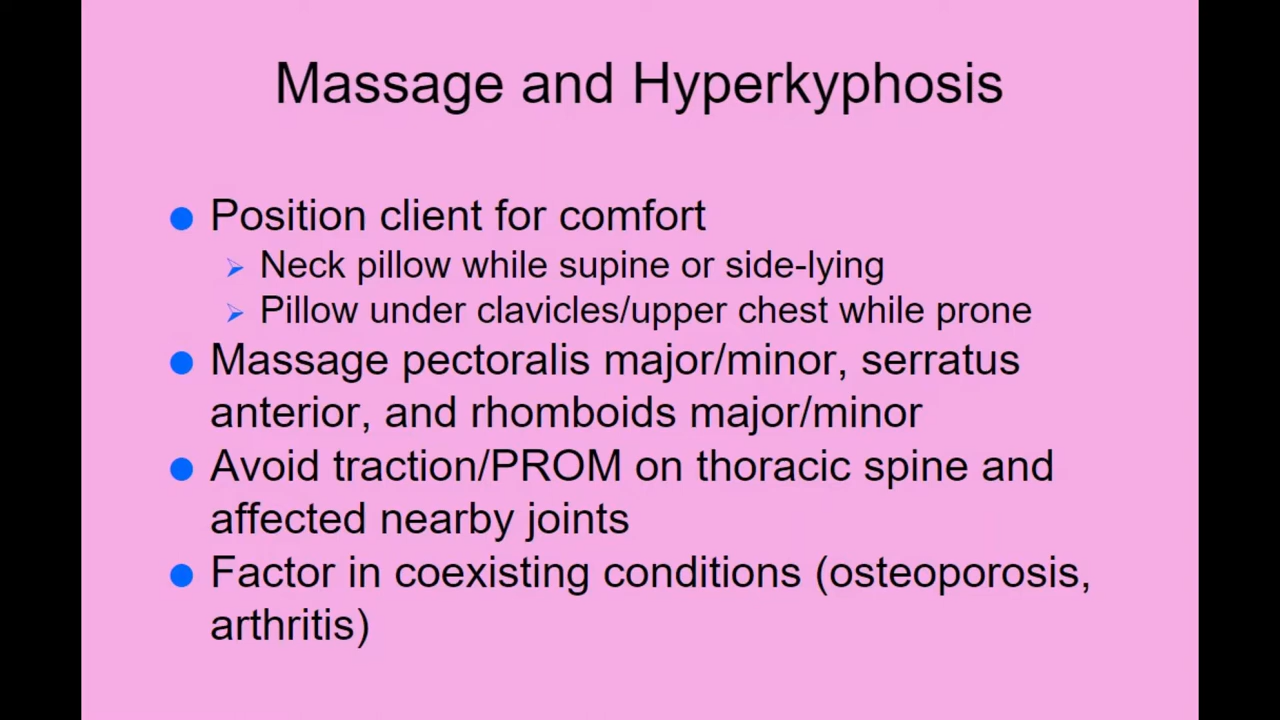 Massage and Hyperkyphosis
Position client for comfort
Neck pillow while supine or side-lying
Pillow under clavicles/upper chest while prone
Massage pectoralis major/minor, serratus
anterior, and rhomboids major/minor
Avoid traction/PROM on thoracic spine and
affected nearby joints
Factor in coexisting conditions (osteoporosis,
arthritis)